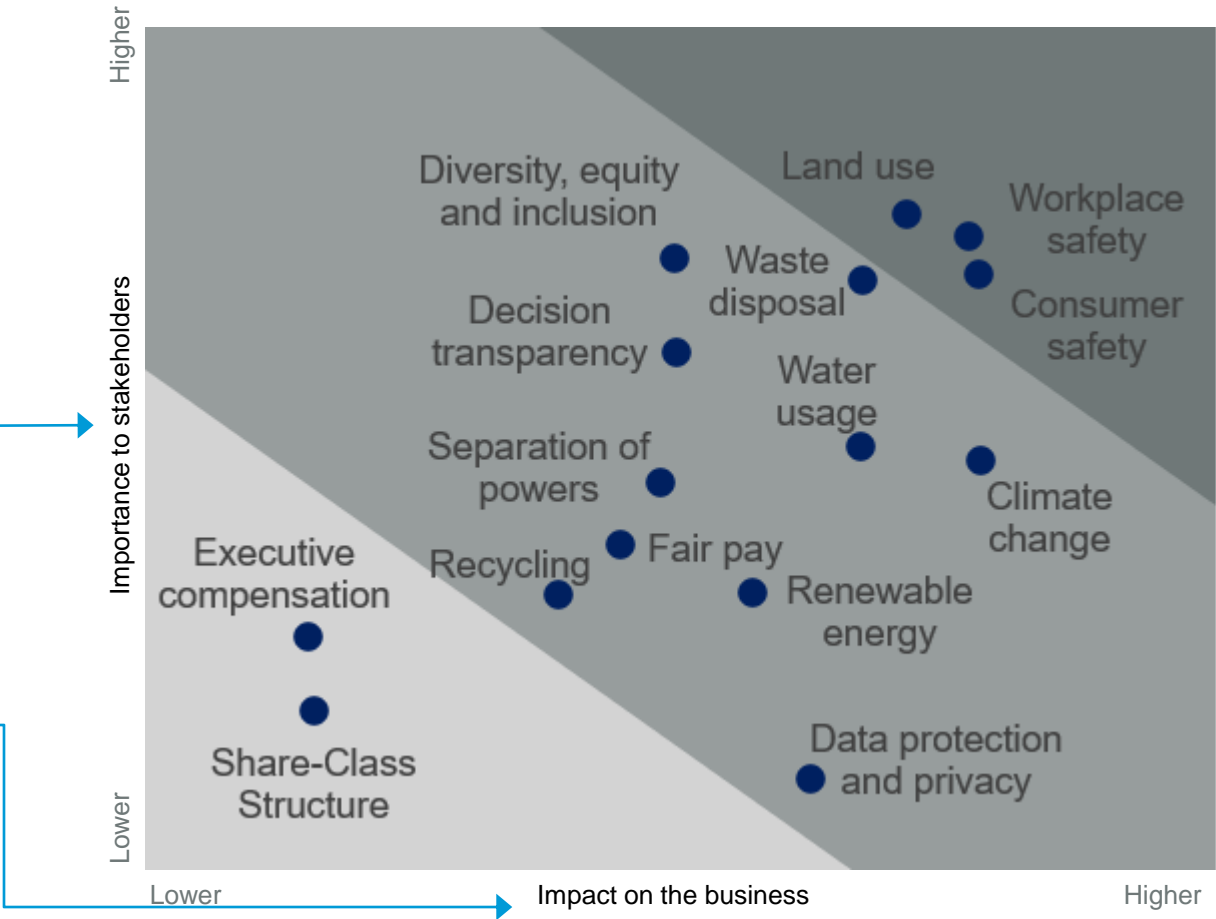 Higher
Importance to stakeholders
Lower
Land use
Diversity, equity
and inclusion
Workplace
safety
Waste
disposal
Consumer
safety
Decision
transparency
Water
usage
Separation of
powers
Climate
change
Executive
compensation
Recycling
Fair pay
Renewable
energy
Share-Class
Structure
Data protection
and privacy
Lower
Impact on the business
Higher